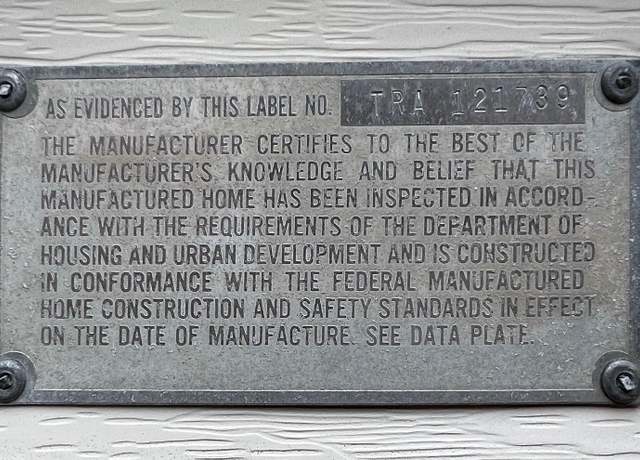 AS EVIDENCED BY THIS LABEL NO. TRA 121739
THE MANUFACTURER CERTIFIES TO THE BEST OF THE
MANUFACTURER'S KNOWLEDGE AND BELIEF THAT THIS
MANUFACTURED HOME HAS BEEN INSPECTED IN ACCORD-
ANCE WITH THE REQUIREMENTS OF THE DEPARTMENT OF
HOUSING AND URBAN DEVELOPMENT AND IS CONSTRUCTED
IN CONFORMANCE WITH THE FEDERAL MANUFACTURED
HOME CONSTRUCTION AND SAFETY STANDARDS IN EFFECT
ON THE DATE OF MANUFACTURE. SEE DATA PLATE.